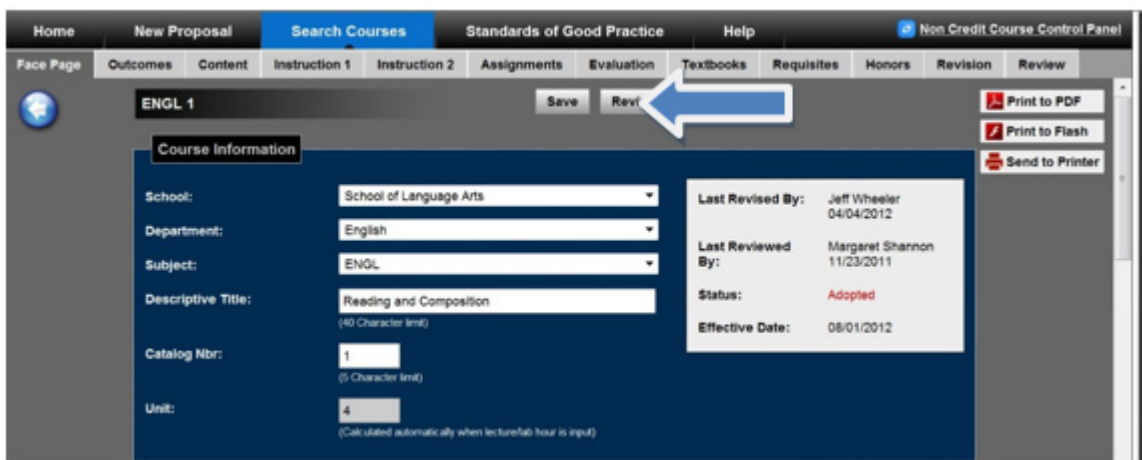 Home New Proposal Search Courses Standards of Good Practice Help Non Credit Course Control Panel
Face Page Outcomes Content Instruction 1 Instruction 2 Assignments Evaluation Textbooks Requisites Honors Revision Review
ENGL 1 Save Print to PDF
Print to Flash
Send to Printer
Course Information
School: School of Language Arts
Department: English
Subject: ENGL
Descriptive Title: Reading and Composition
(40 Character limit)
Catalog Nbr: 1
(5 Character limit)
Unit: 4
(Calculated automatically when lecture/lab hour is input)
Last Revised By: Jeff Wheeler
04/04/2012
Last Reviewed By: Margaret Shannon
11/23/2011
Status: Adopted
Effective Date: 08/01/2012